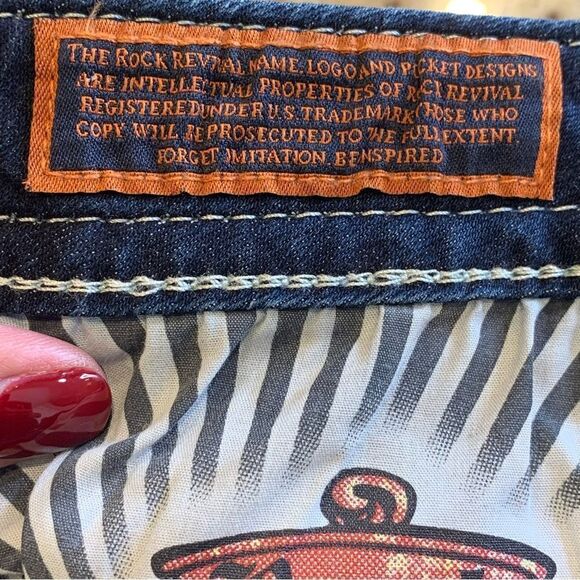 THE ROCK REVIVAL NAME. LOGO AND POCKET DESIGNS
ARE INTELLECTUAL PROPERTIES OF ROCK REVIVAL
REGISTERED UNDER U.S. TRADEMARK THOSE WHO
COPY WILL BE PROSECUTED TO THE FULL EXTENT.
FORGET IMITATION. BE INSPIRED